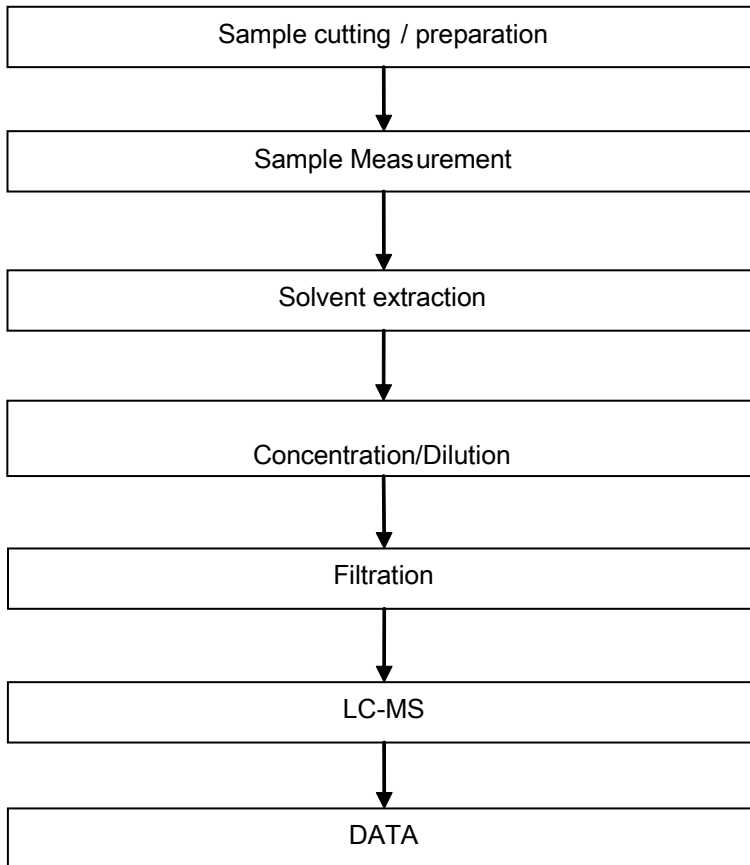 Sample cutting / preparation
Sample Measurement
Solvent extraction
Concentration/Dilution
Filtration
LC-MS
DATA